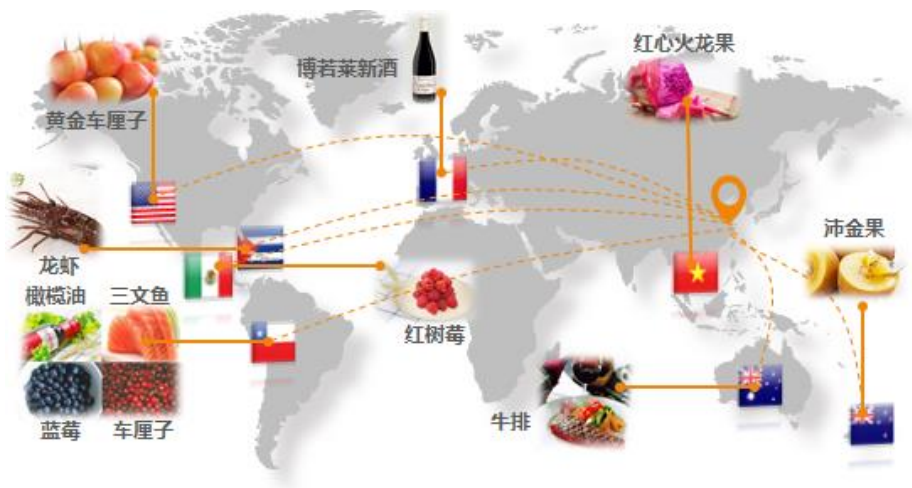 红心火龙果
博若莱新酒
黄金车厘子
沛金果
龙虾
橄榄油 三文鱼
红树莓
牛排
蓝莓 车厘子